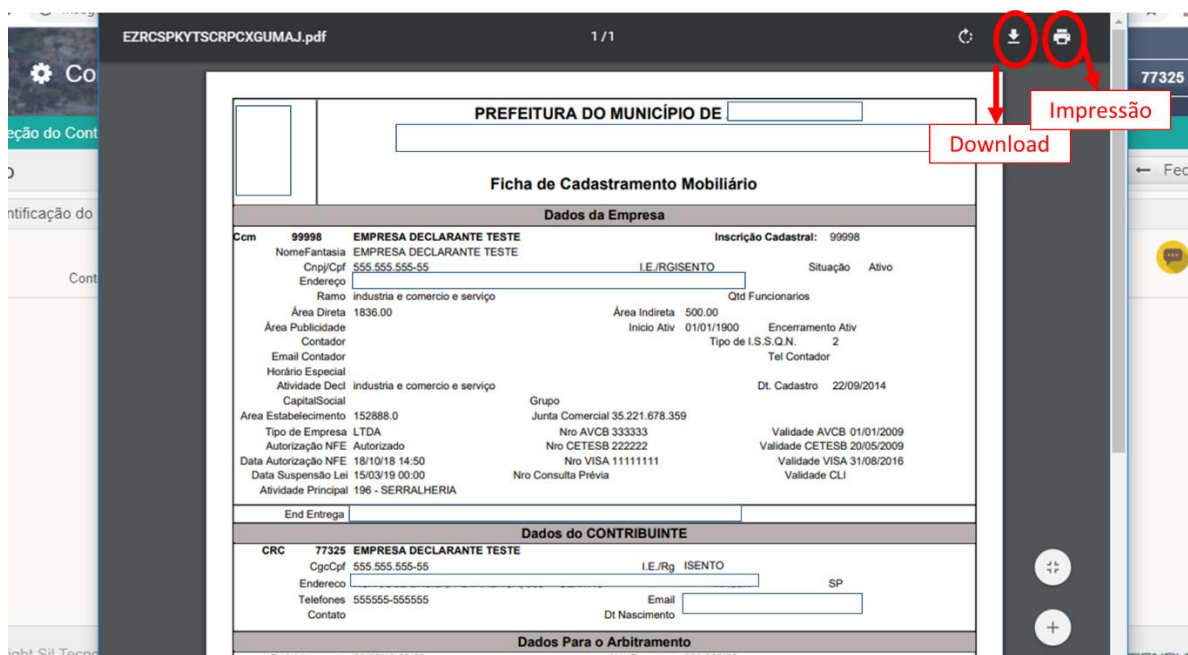 EZRCSPKYTSCRPCXGUMAJ.pdf 1 / 1
Co 77325
Impressão
eção do Cont
Download
PREFEITURA DO MUNICÍPIO DE
Fec
Ficha de Cadastramento Mobiliário
ntificação do
Dados da Empresa
Ccm 99998 EMPRESA DECLARANTE TESTE Inscrição Cadastral: 99998
NomeFantasia EMPRESA DECLARANTE TESTE
Cnpj/Cpf 555.555.555-55 I.E./RGISENTO Situação Ativo
Cont
Endereço
Ramo industria e comercio e serviço Qtd Funcionarios
Área Direta 1836.00 Área Indireta 500.00
Área Publicidade Inicio Ativ 01/01/1900 Encerramento Ativ
Contador Tipo de I.S.S.Q.N. 2
Email Contador Tel Contador
Horário Especial
Atividade Decl industria e comercio e serviço Dt. Cadastro 22/09/2014
CapitalSocial Grupo
Area Estabelecimento 152888.0 Junta Comercial 35.221.678.359
Tipo de Empresa LTDA Nro AVCB 333333 Validade AVCB 01/01/2009
Autorização NFE Autorizado Nro CETESB 222222 Validade CETESB 20/05/2009
Data Autorização NFE 18/10/18 14:50 Nro VISA 11111111 Validade VISA 31/08/2016
Data Suspensão Lei 15/03/19 00:00 Nro Consulta Prévia Validade CLI
Atividade Principal 196 - SERRALHERIA
End Entrega
Dados do CONTRIBUINTE
CRC 77325 EMPRESA DECLARANTE TESTE
CgcCpf 555.555.555-55 I.E./Rg ISENTO
Endereco SP
Telefones 555555-555555 Email
Contato Dt Nascimento
Dados Para o Arbitramento